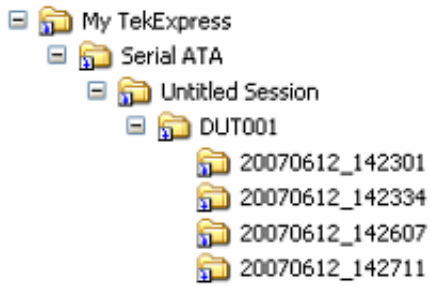 My TekExpress
Serial ATA
Untitled Session
DUT001
20070612_142301
20070612_142334
20070612_142607
20070612_142711